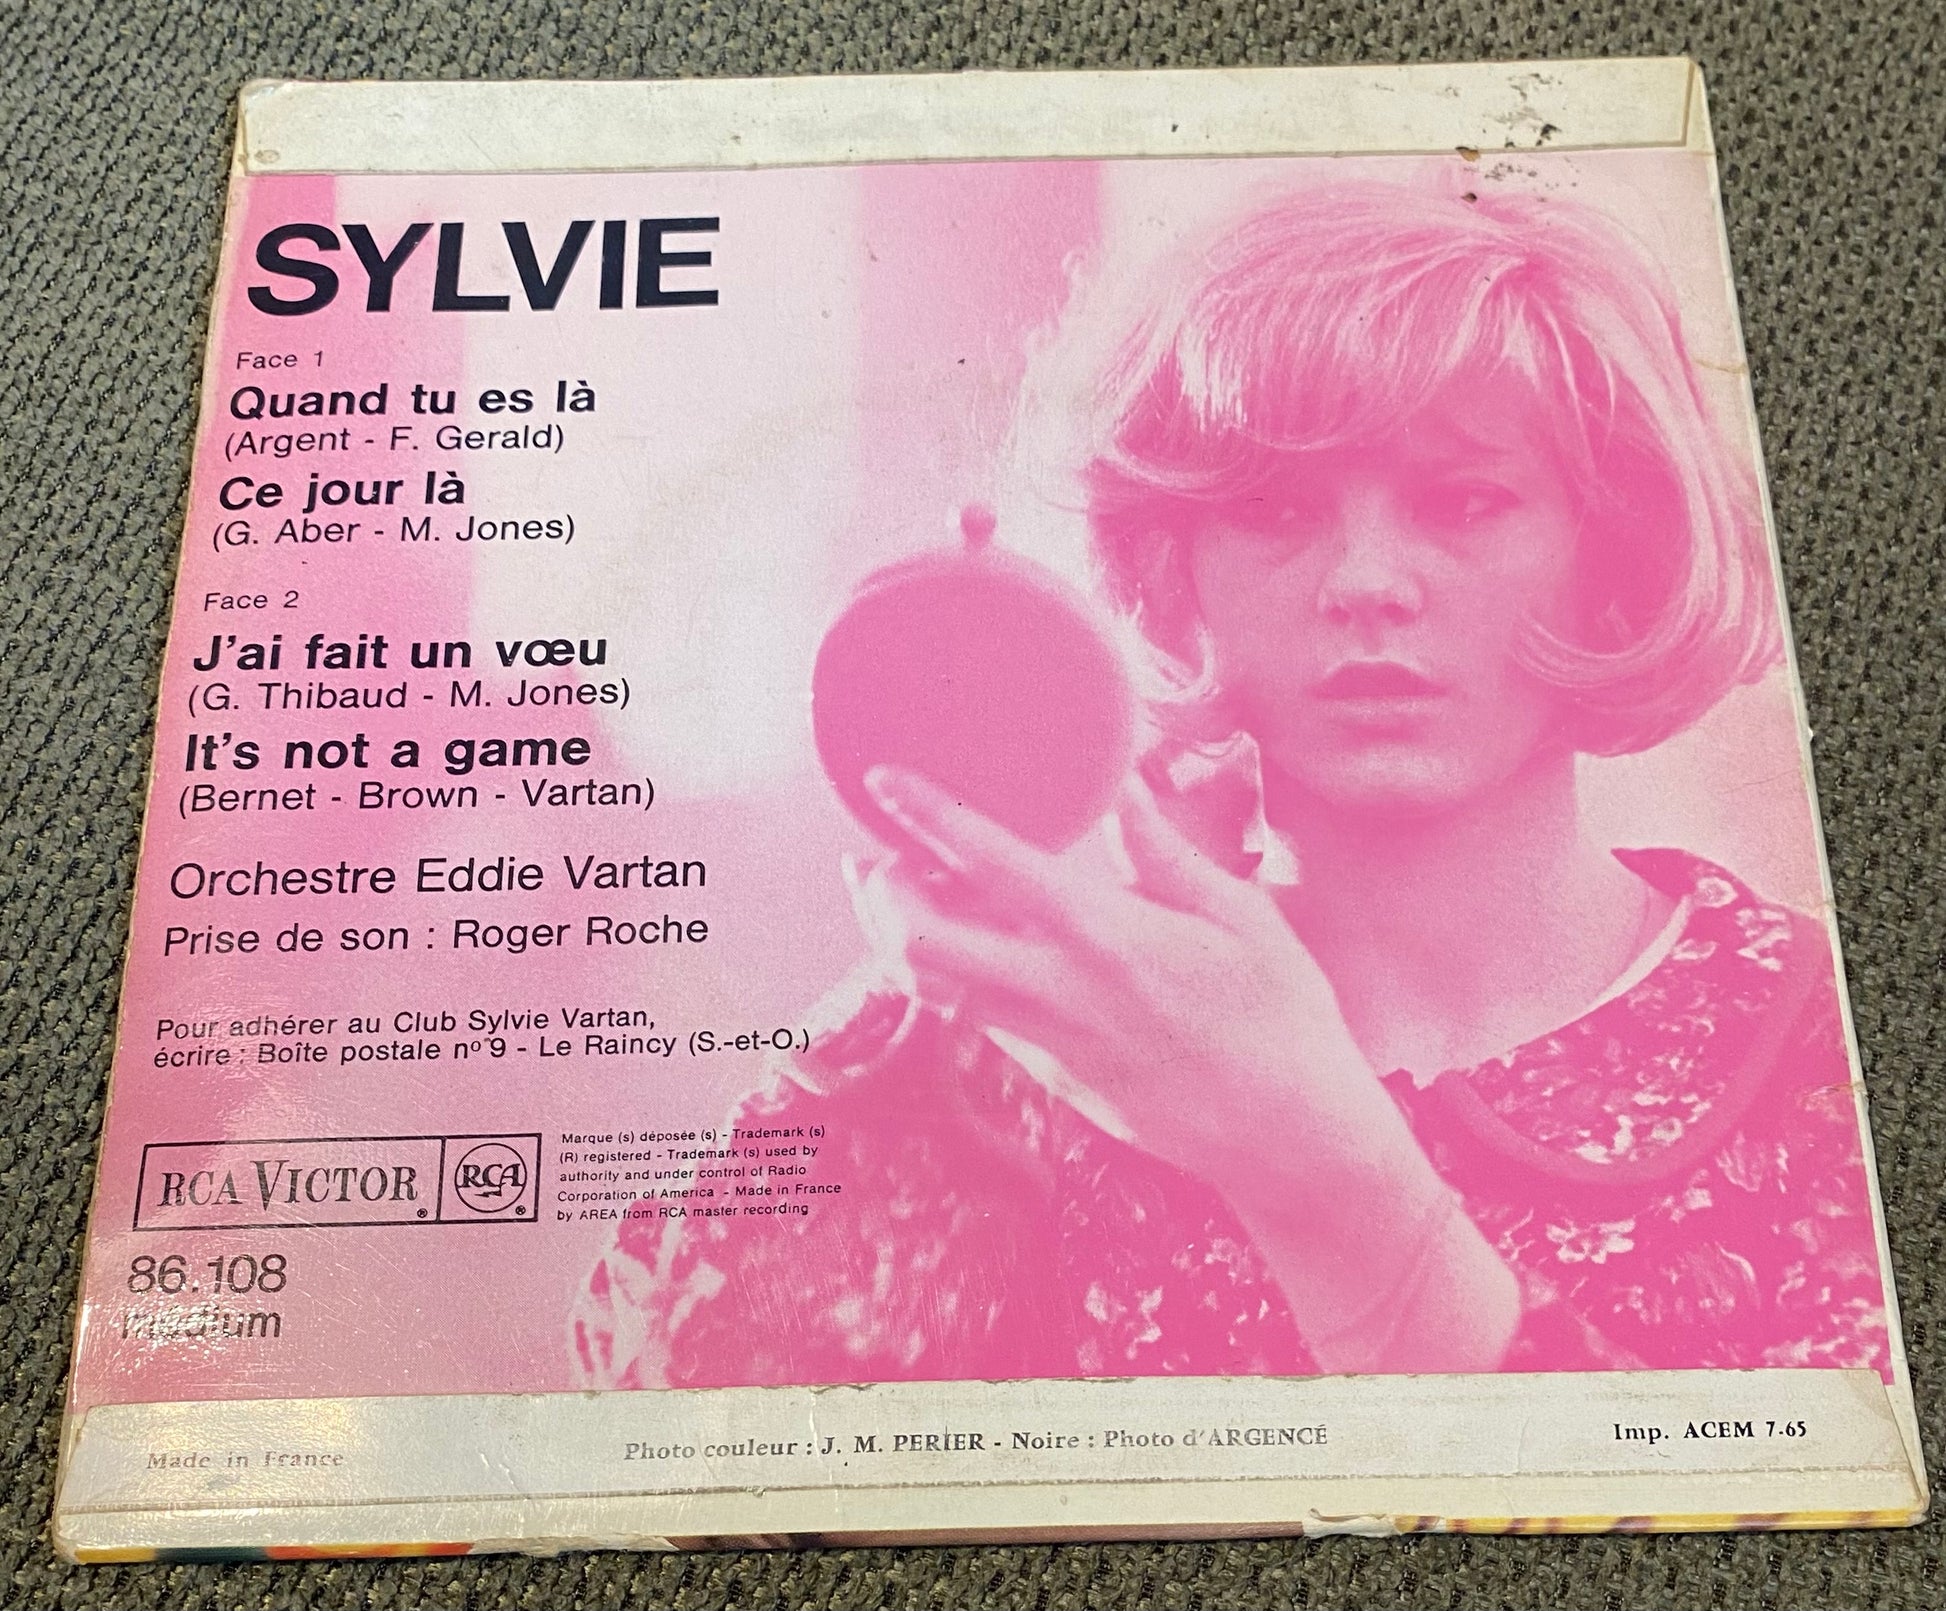 SYLVIE
Face 1
Quand tu es là
(Argent - F. Gerald)
Ce jour là
(G. Aber - M. Jones)
Face 2
J'ai fait un vœu
(G. Thibaud - M. Jones)
It's not a game
(Bernet - Brown - Vartan)
Orchestre Eddie Vartan
Prise de son : Roger Roche
Pour adhérer au Club Sylvie Vartan,
écrire : Boîte postale nº 9 - Le Raincy (S.-et-O.)
RCA VICTOR ® RCA ®
Marque (s) déposée (s) - Trademark (s)
(R) registered - Trademark (s) used by
authority and under control of Radio
Corporation of America - Made in France
by AREA from RCA master recording
86.108
médium
Made in France
Photo couleur : J. M. PERIER - Noire : Photo d'ARGENCÉ
Imp. ACEM 7-65